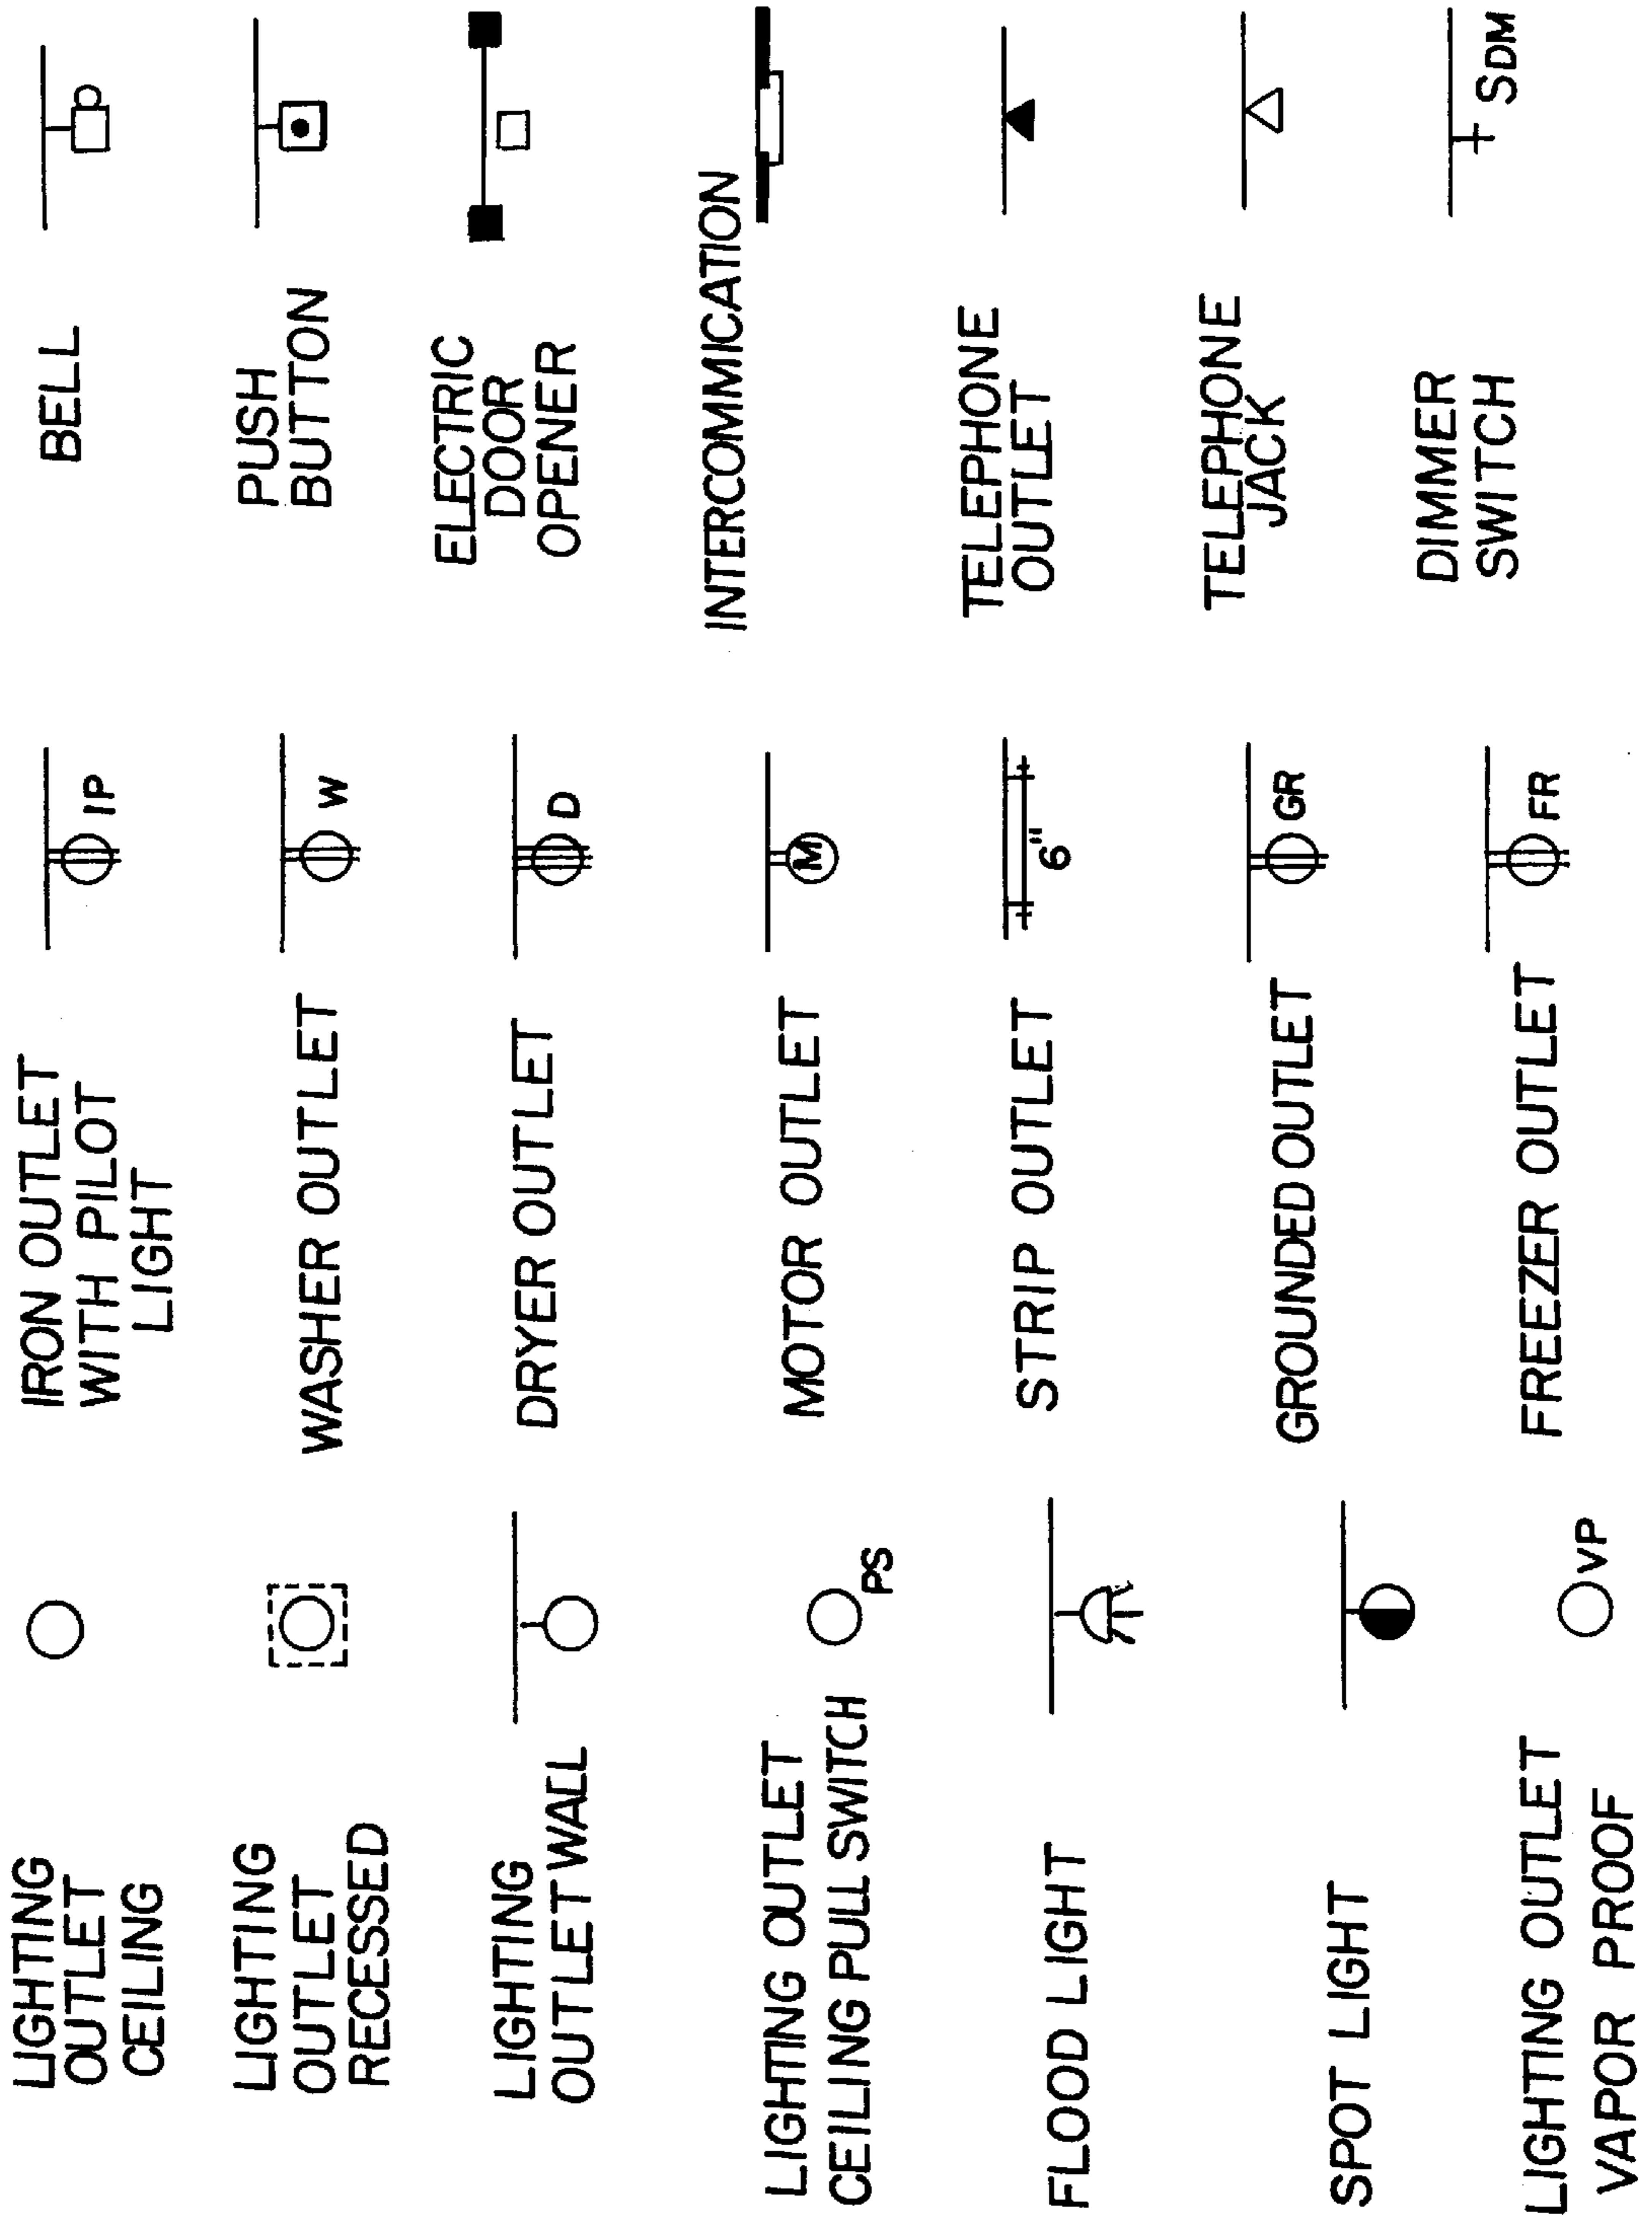 LIGHTING
OUTLET
CEILING
LIGHTING
OUTLET
RECESSED
LIGHTING
OUTLET WALL
LIGHTING OUTLET
CEILING PULL SWITCH
PS
FLOOD LIGHT
SPOT LIGHT
LIGHTING OUTLET
VAPOR PROOF
VP
IRON OUTLET
WITH PILOT
LIGHT
IP
WASHER OUTLET
W
DRYER OUTLET
D
MOTOR OUTLET
M
STRIP OUTLET
6"
GROUNDED OUTLET
GR
FREEZER OUTLET
FR
BELL
PUSH
BUTTON
ELECTRIC
DOOR
OPENER
INTERCOMMICATION
TELEPHONE
OUTLET
TELEPHONE
JACK
DIMMER
SWITCH
SDM